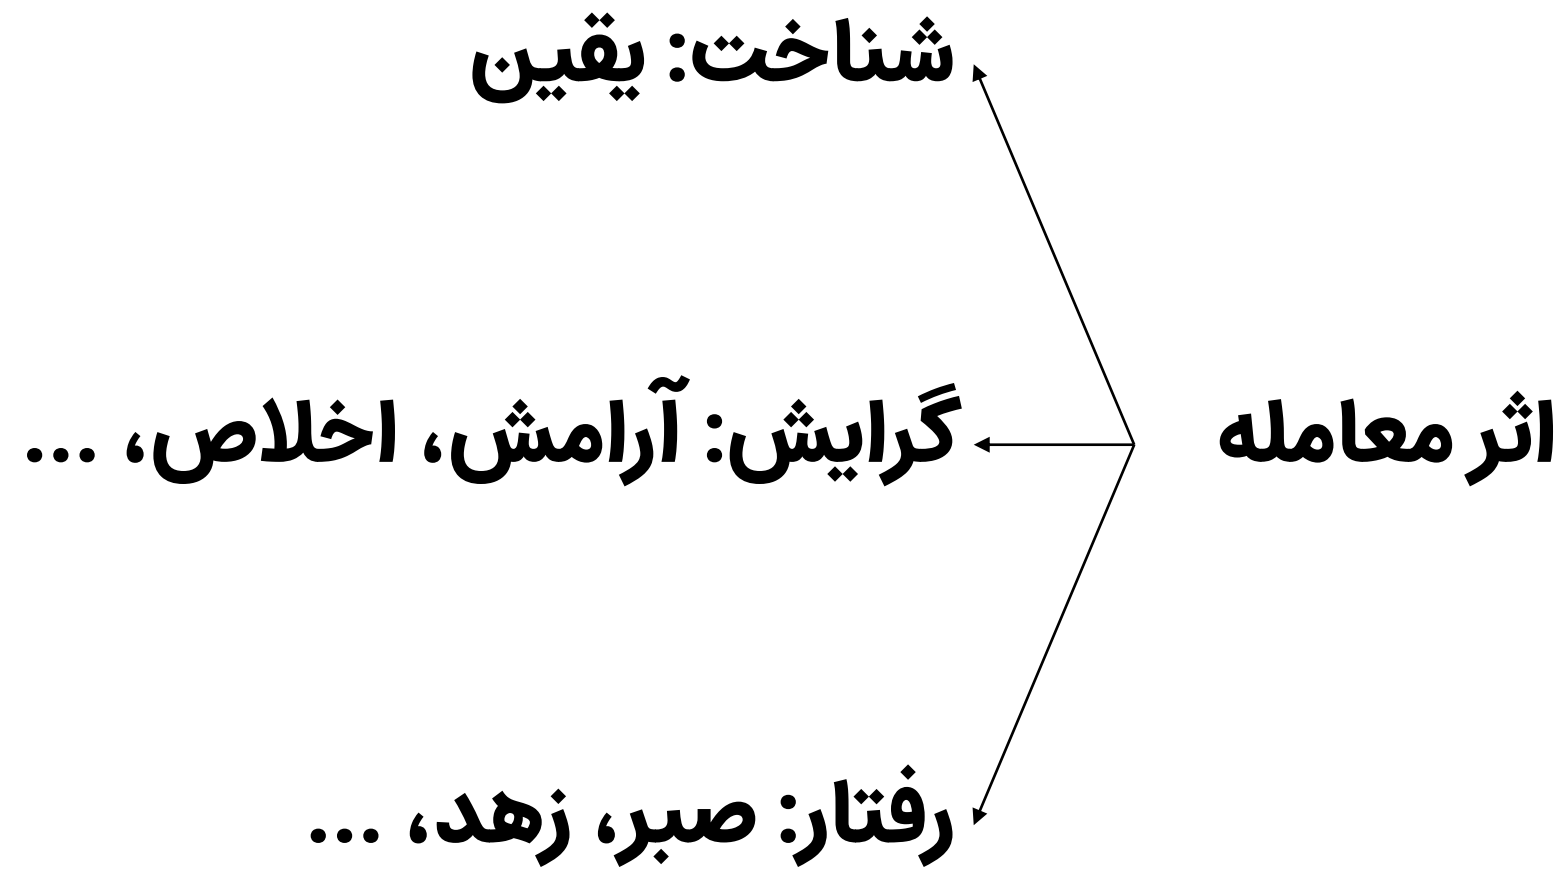 اثر معامله
شناخت: یقین
گرایش: آرامش، اخلاص، ...
رفتار: صبر، زهد، ...